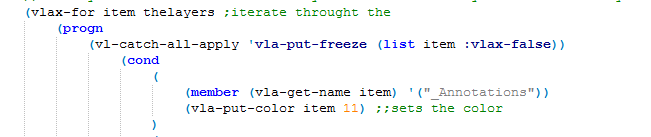 (vlax-for item thelayers ;iterate throught the
(progn
(vl-catch-all-apply 'vla-put-freeze (list item :vlax-false))
(cond
(
(member (vla-get-name item) '("_Annotations"))
(vla-put-color item 11) ;;sets the color
)